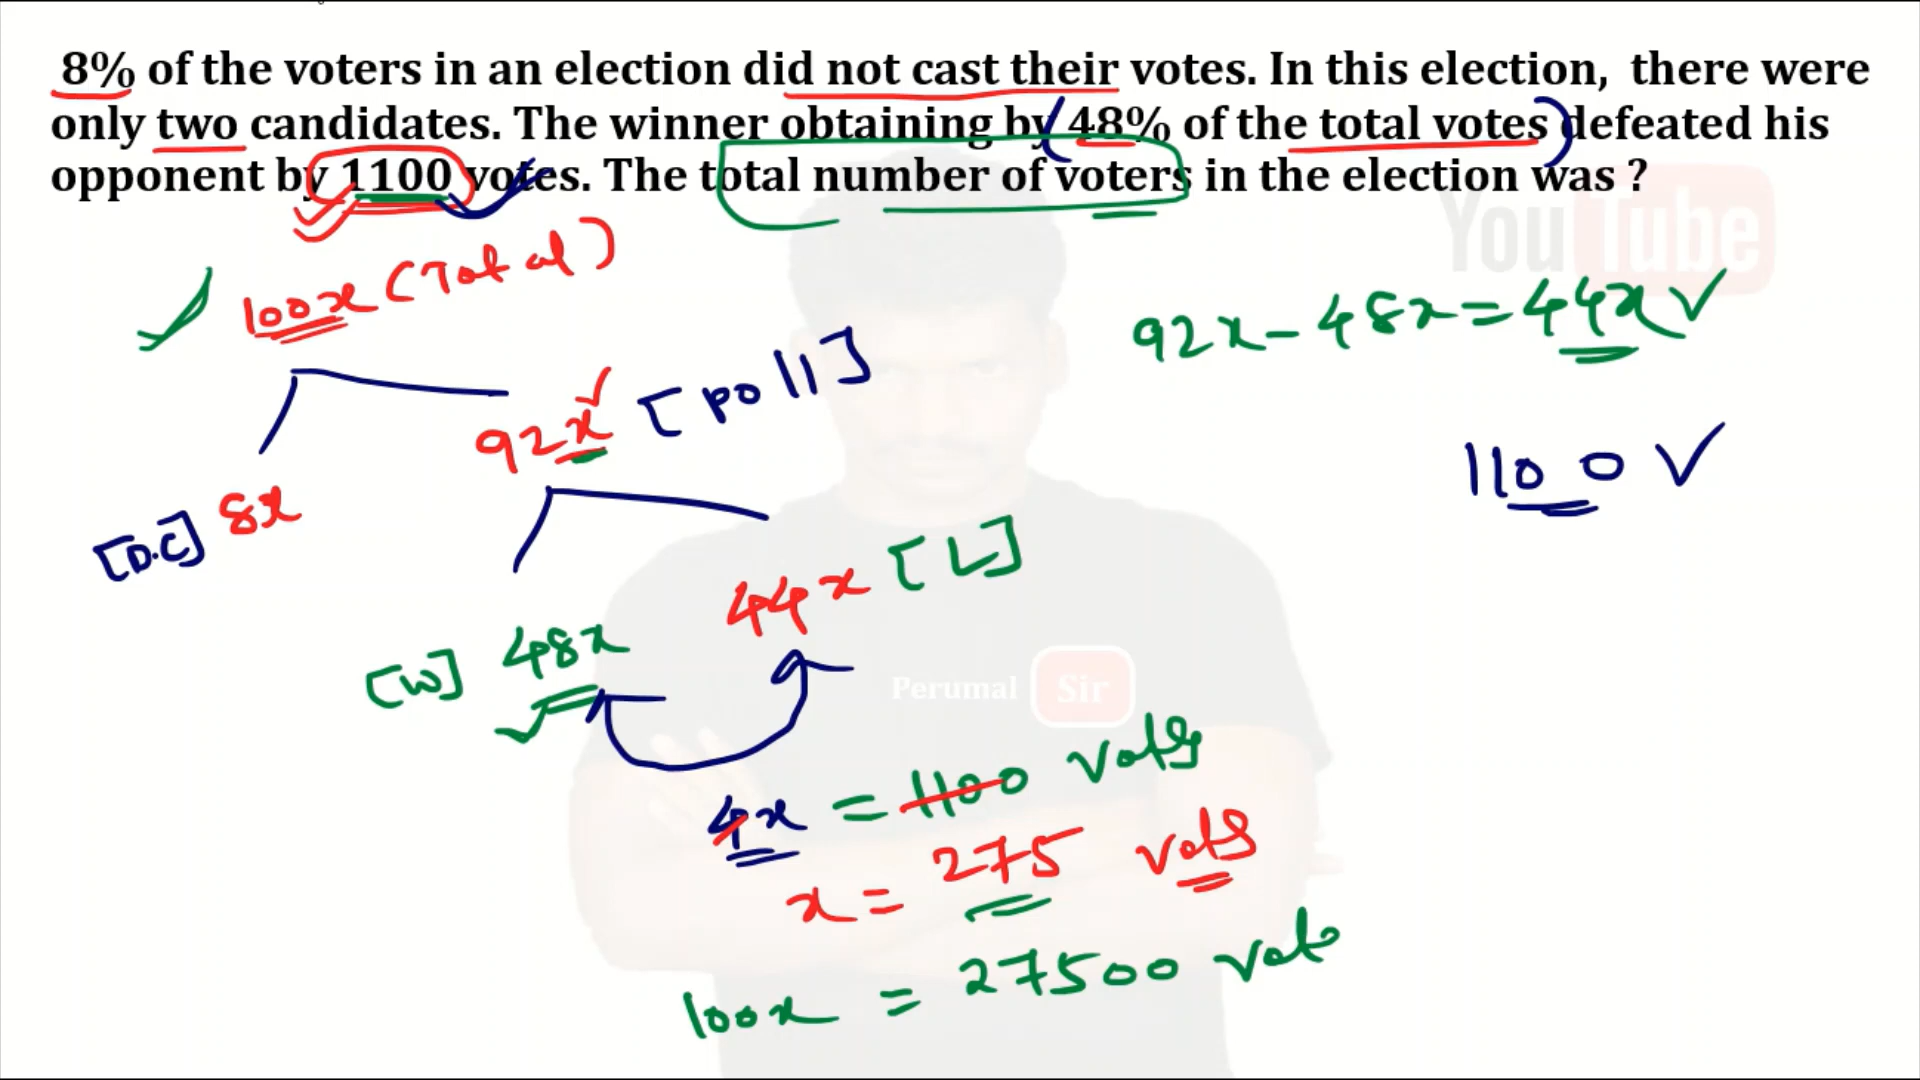 8% of the voters in an election did not cast their votes. In this election, there were
only two candidates. The winner obtaining by 48% of the total votes defeated his
opponent by 1100 votes. The total number of voters in the election was ?
YouTube
100x (Total)
92x - 48x = 44x
92x [poll]
1100
[D.C] 8x
44x [L]
[W] 48x
Perumal Sir
4x = 1100 vots
x = 275 vots
100x = 27500 vots